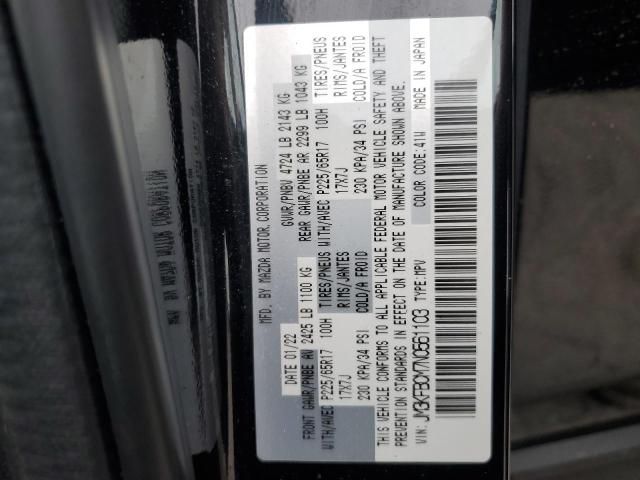 MFD. BY MAZDA MOTOR CORPORATION
DATE 01/22 GVWR/PNBV 4724 LB 2143 KG
FRONT GAWR/PNBE AV 2425 LB 1100 KG REAR GAWR/PNBE AR 2299 LB 1043 KG
WITH/AVEC P225/65R17 100H TIRES/PNEUS WITH/AVEC P225/65R17 100H TIRES/PNEUS
17X7J RIMS/JANTES 17X7J RIMS/JANTES
230 KPA/34 PSI COLD/A FROID 230 KPA/34 PSI COLD/A FROID
THIS VEHICLE CONFORMS TO ALL APPLICABLE FEDERAL MOTOR VEHICLE SAFETY AND THEFT
PREVENTION STANDARDS IN EFFECT ON THE DATE OF MANUFACTURE SHOWN ABOVE.
VIN: JM3KFBCM7N0561103 TYPE: MPV COLOR CODE: 41W MADE IN JAPAN